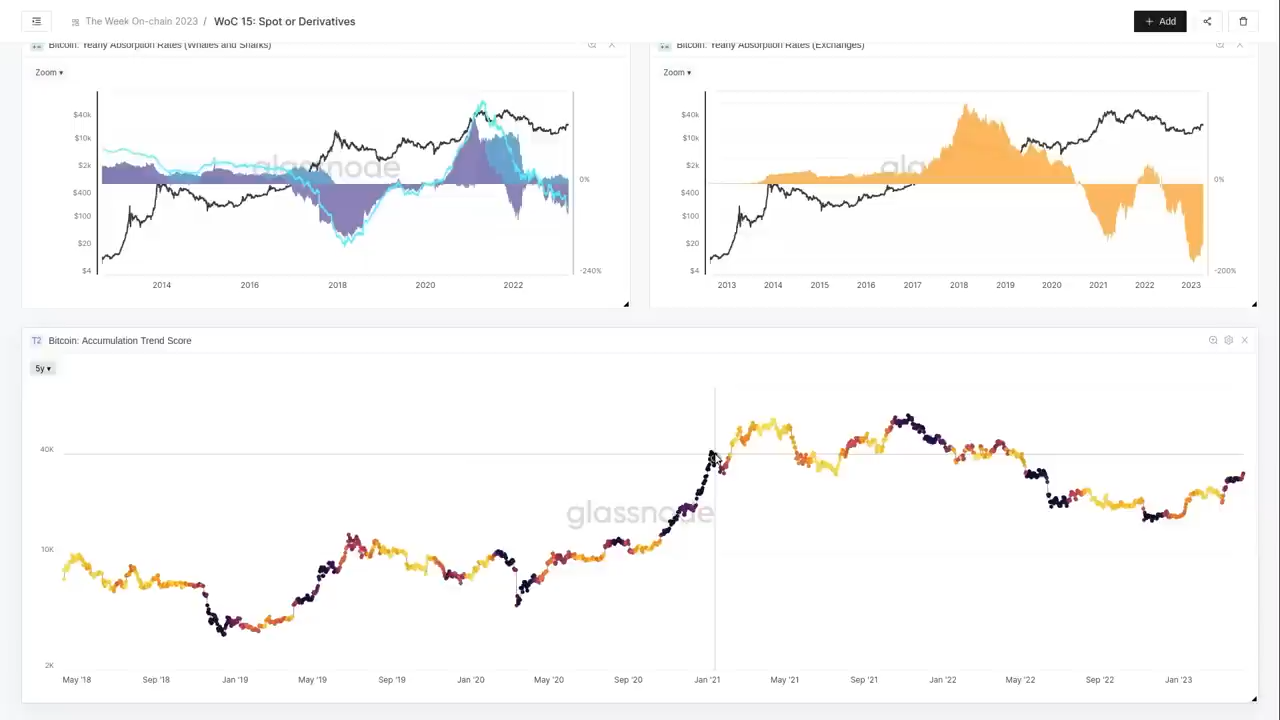 The Week On-chain 2023 / WoC 15: Spot or Derivatives
+ Add
Bitcoin: Yearly Absorption Rates (Whales and Sharks)
Zoom ▾
$40k
$10k
$2k
$400
$100
$20
$4
0%
-240%
glassnode
2014 2016 2018 2020 2022
Bitcoin: Yearly Absorption Rates (Exchanges)
Zoom ▾
$40k
$10k
$2k
$400
$100
$20
$4
0%
-200%
2013 2014 2015 2016 2017 2018 2019 2020 2021 2022 2023
T2 Bitcoin: Accumulation Trend Score
5y ▾
40K
10K
2K
glassnode
May '18 Sep '18 Jan '19 May '19 Sep '19 Jan '20 May '20 Sep '20 Jan '21 May '21 Sep '21 Jan '22 May '22 Sep '22 Jan '23